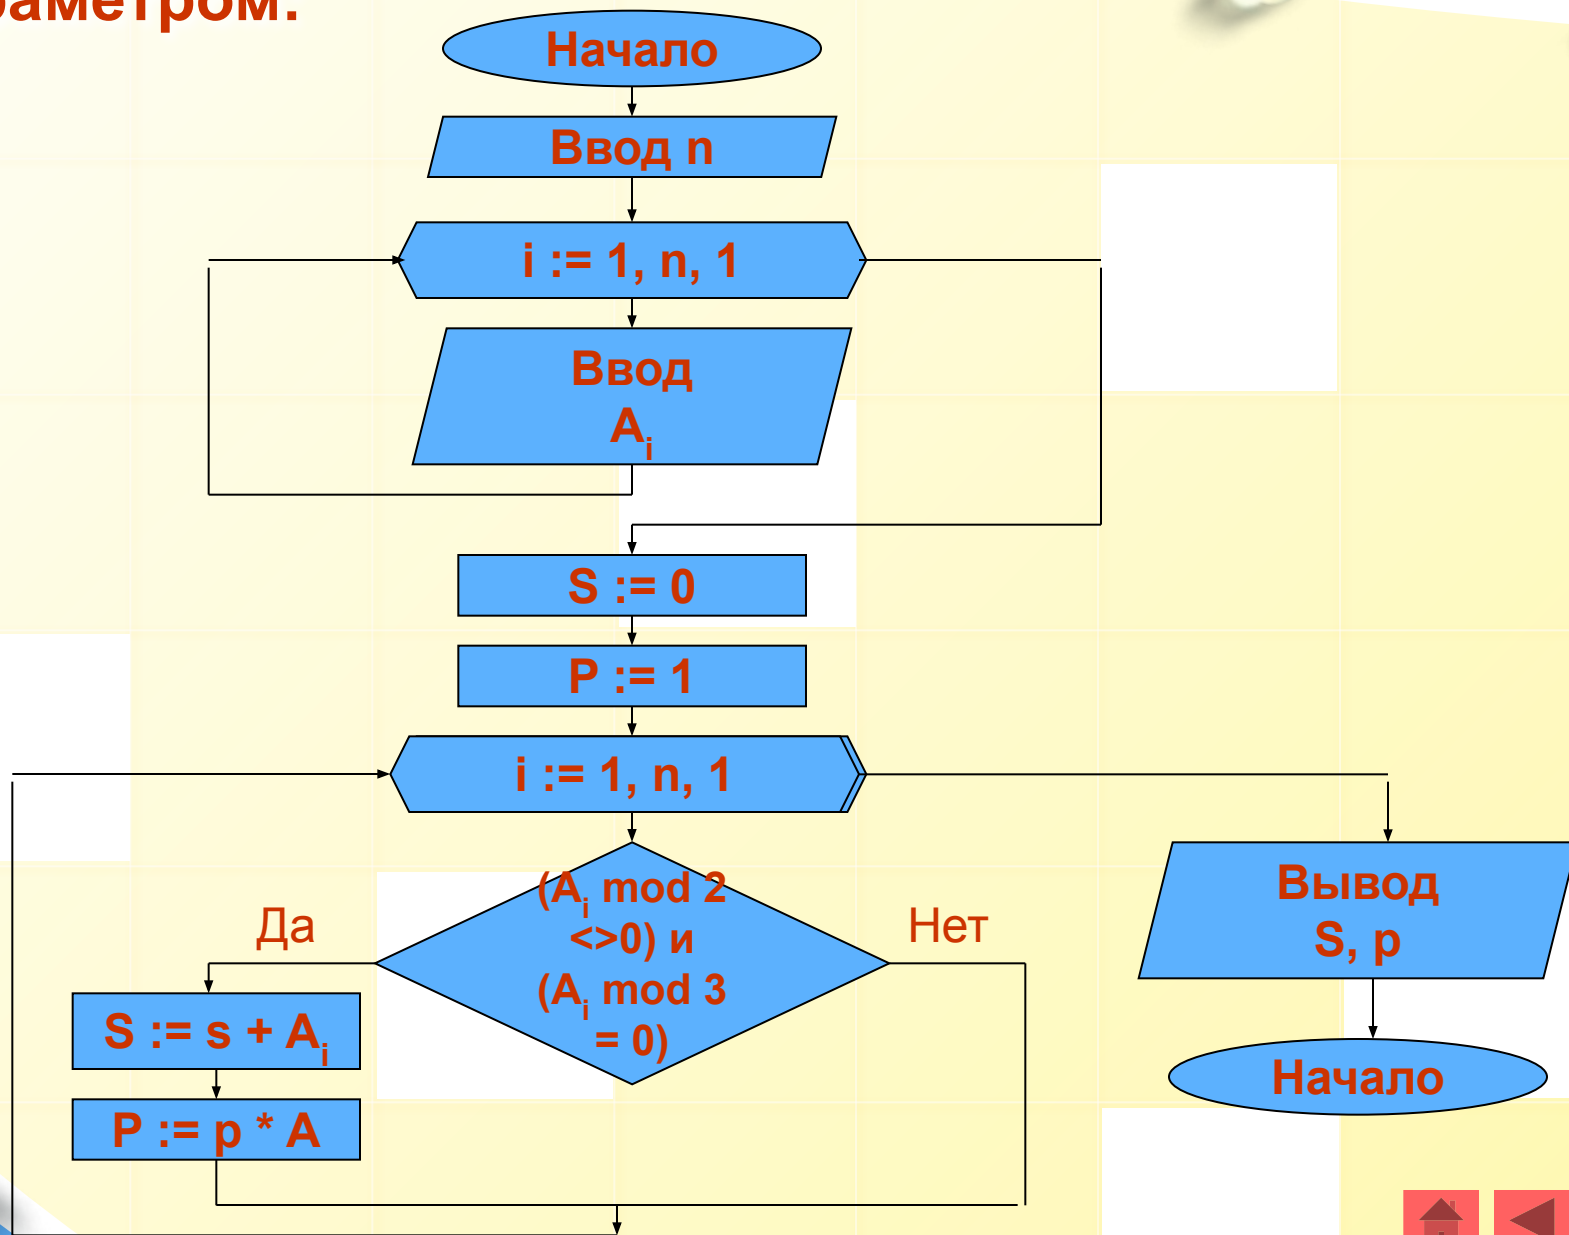 раметром.
Начало
Ввод n
i := 1, n, 1
Ввод
Ai
S := 0
P := 1
i := 1, n, 1
(Ai mod 2
<>0) и
(Ai mod 3
= 0)
Да
Нет
S := s + Ai
P := p * A
Вывод
S, p
Начало